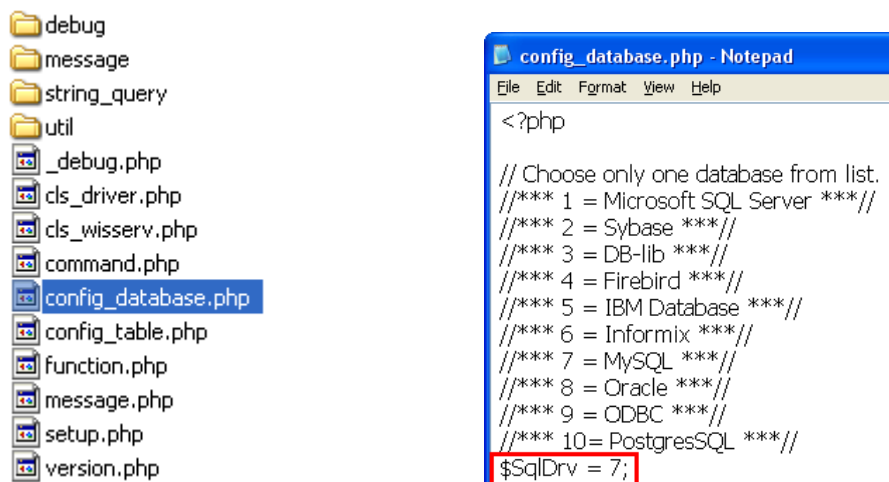 debug
message
string_query
util
_debug.php
cls_driver.php
cls_wisserv.php
command.php
config_database.php
config_table.php
function.php
message.php
setup.php
version.php
config_database.php - Notepad
File Edit Format View Help
<?php
// Choose only one database from list.
//*** 1 = Microsoft SQL Server ***//
//*** 2 = Sybase ***//
//*** 3 = DB-lib ***//
//*** 4 = Firebird ***//
//*** 5 = IBM Database ***//
//*** 6 = Informix ***//
//*** 7 = MySQL ***//
//*** 8 = Oracle ***//
//*** 9 = ODBC ***//
//*** 10= PostgresSQL ***//
$SqlDrv = 7;